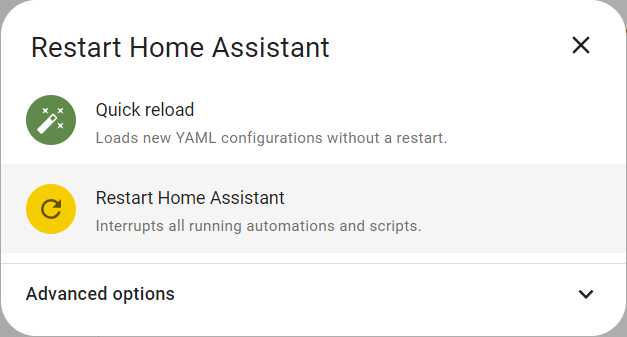 Restart Home Assistant
Quick reload
Loads new YAML configurations without a restart.
Restart Home Assistant
Interrupts all running automations and scripts.
Advanced options